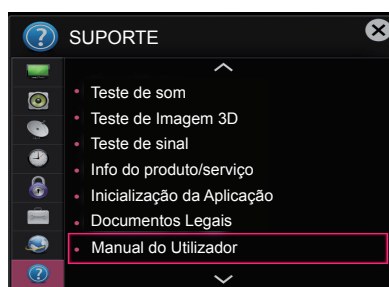 SUPORTE
Teste de som
Teste de Imagem 3D
Teste de sinal
Info do produto/serviço
Inicialização da Aplicação
Documentos Legais
Manual do Utilizador